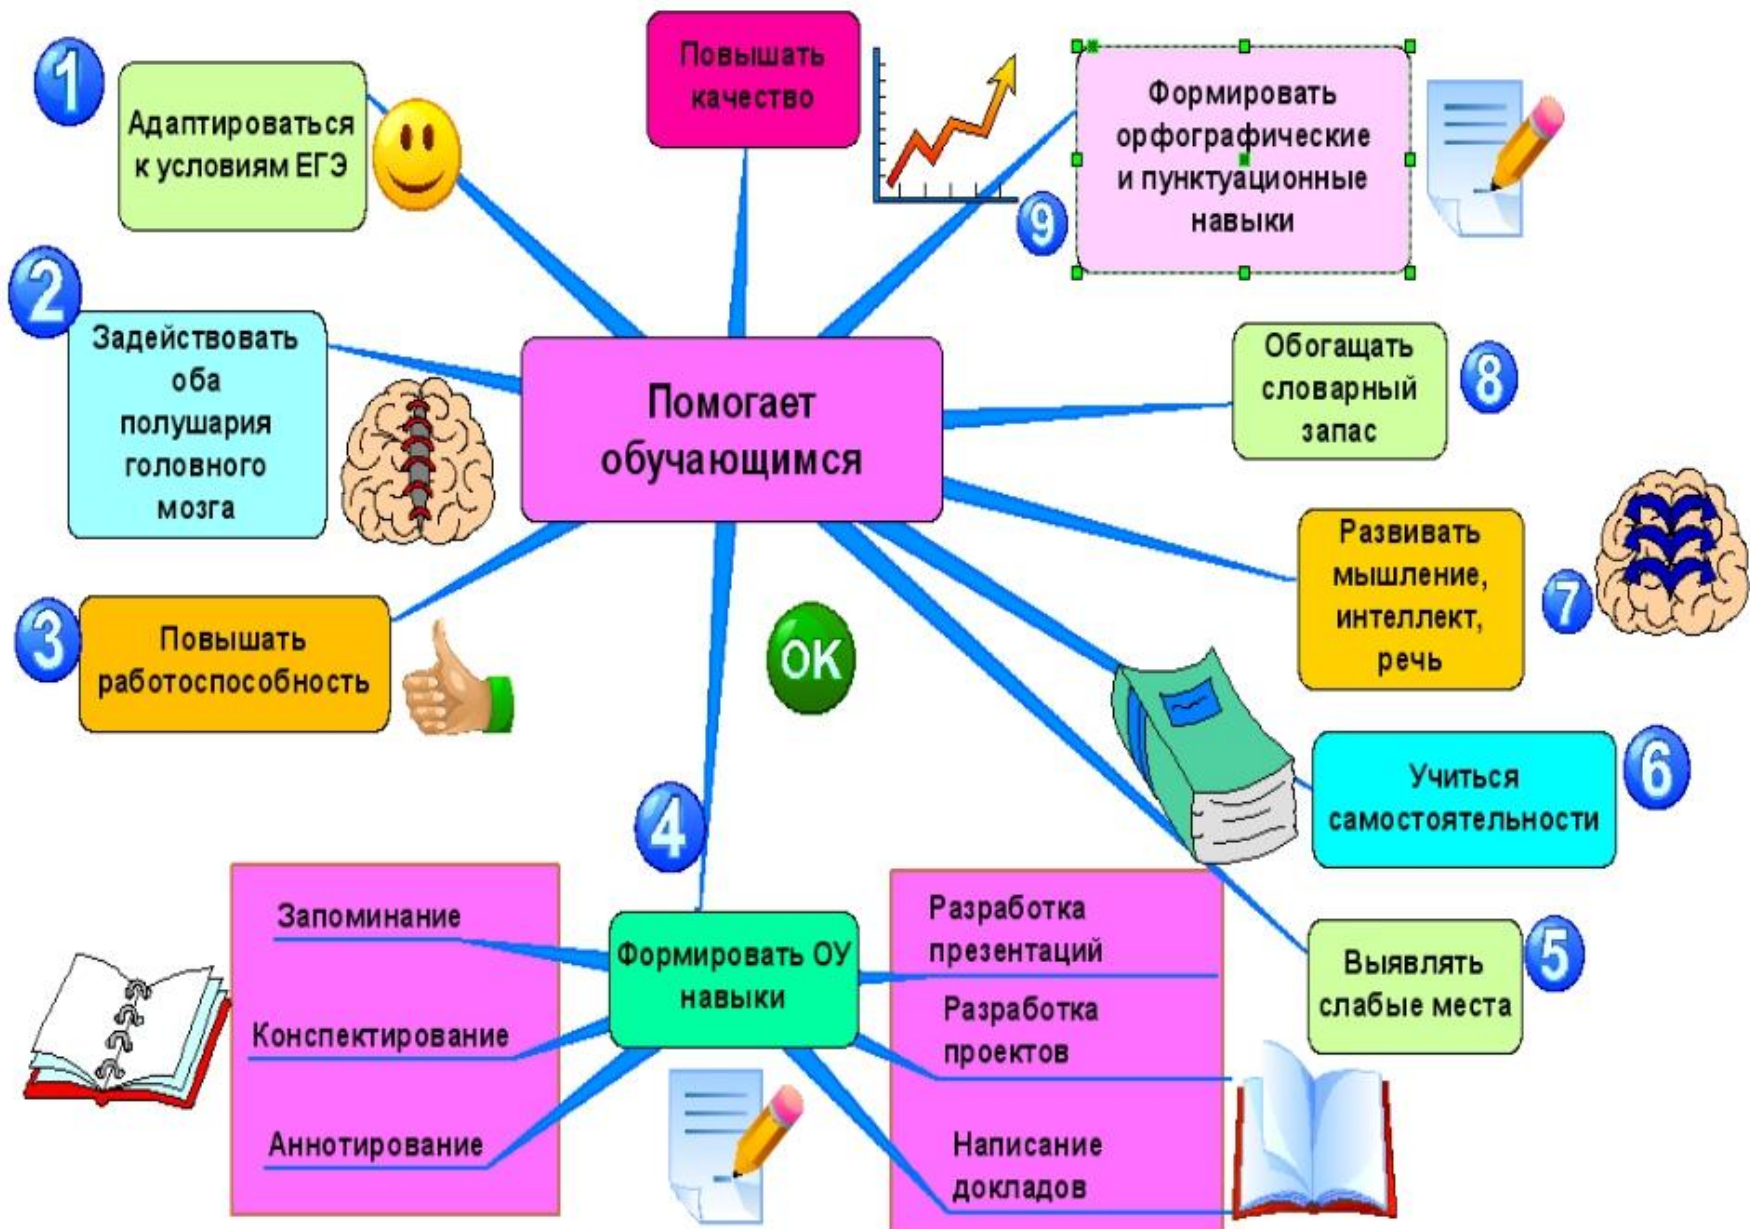 1
Адаптироваться
к условиям ЕГЭ
Повышать
качество
9
Формировать
орфографические
и пунктуационные
навыки
2
Задействовать
оба
полушария
головного
мозга
Помогает
обучающимся
Обогащать
словарный
запас
8
3
Повышать
работоспособность
OK
Развивать
мышление,
интеллект,
речь
7
4
Учиться
самостоятельности
6
Запоминание
Конспектирование
Аннотирование
Формировать ОУ
навыки
Разработка
презентаций
Разработка
проектов
Написание
докладов
Выявлять
слабые места
5